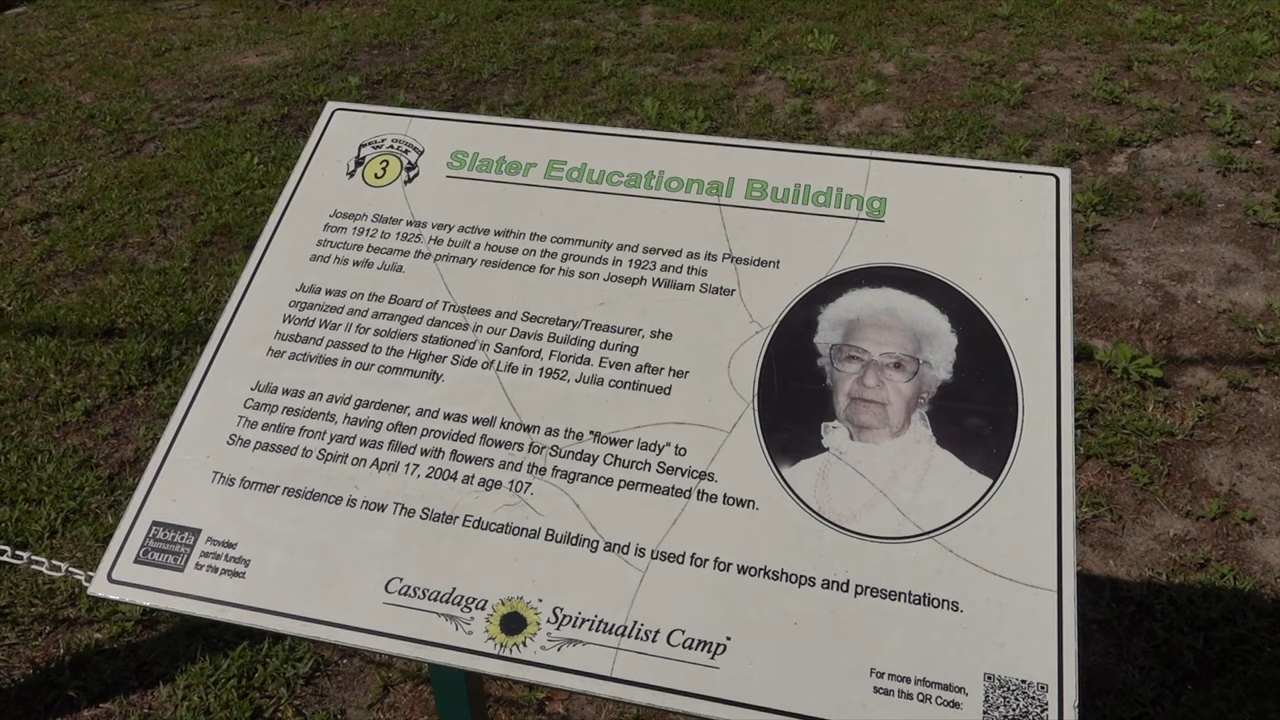 SELF GUIDE
WALK
3
Slater Educational Building
Joseph Slater was very active within the community and served as its President
from 1912 to 1925. He built a house on the grounds in 1923 and this
structure became the primary residence for his son Joseph William Slater
and his wife Julia.
Julia was on the Board of Trustees and Secretary/Treasurer, she
organized and arranged dances in our Davis Building during
World War II for soldiers stationed in Sanford, Florida. Even after her
husband passed to the Higher Side of Life in 1952, Julia continued
her activities in our community.
Julia was an avid gardener, and was well known as the "flower lady" to
Camp residents, having often provided flowers for Sunday Church Services.
The entire front yard was filled with flowers and the fragrance permeated the town.
She passed to Spirit on April 17, 2004 at age 107.
This former residence is now The Slater Educational Building and is used for for workshops and presentations.
Florida
Humanities
Council
Provided
partial funding
for this project.
Cassadaga Spiritualist Camp™
For more information,
scan this QR Code: